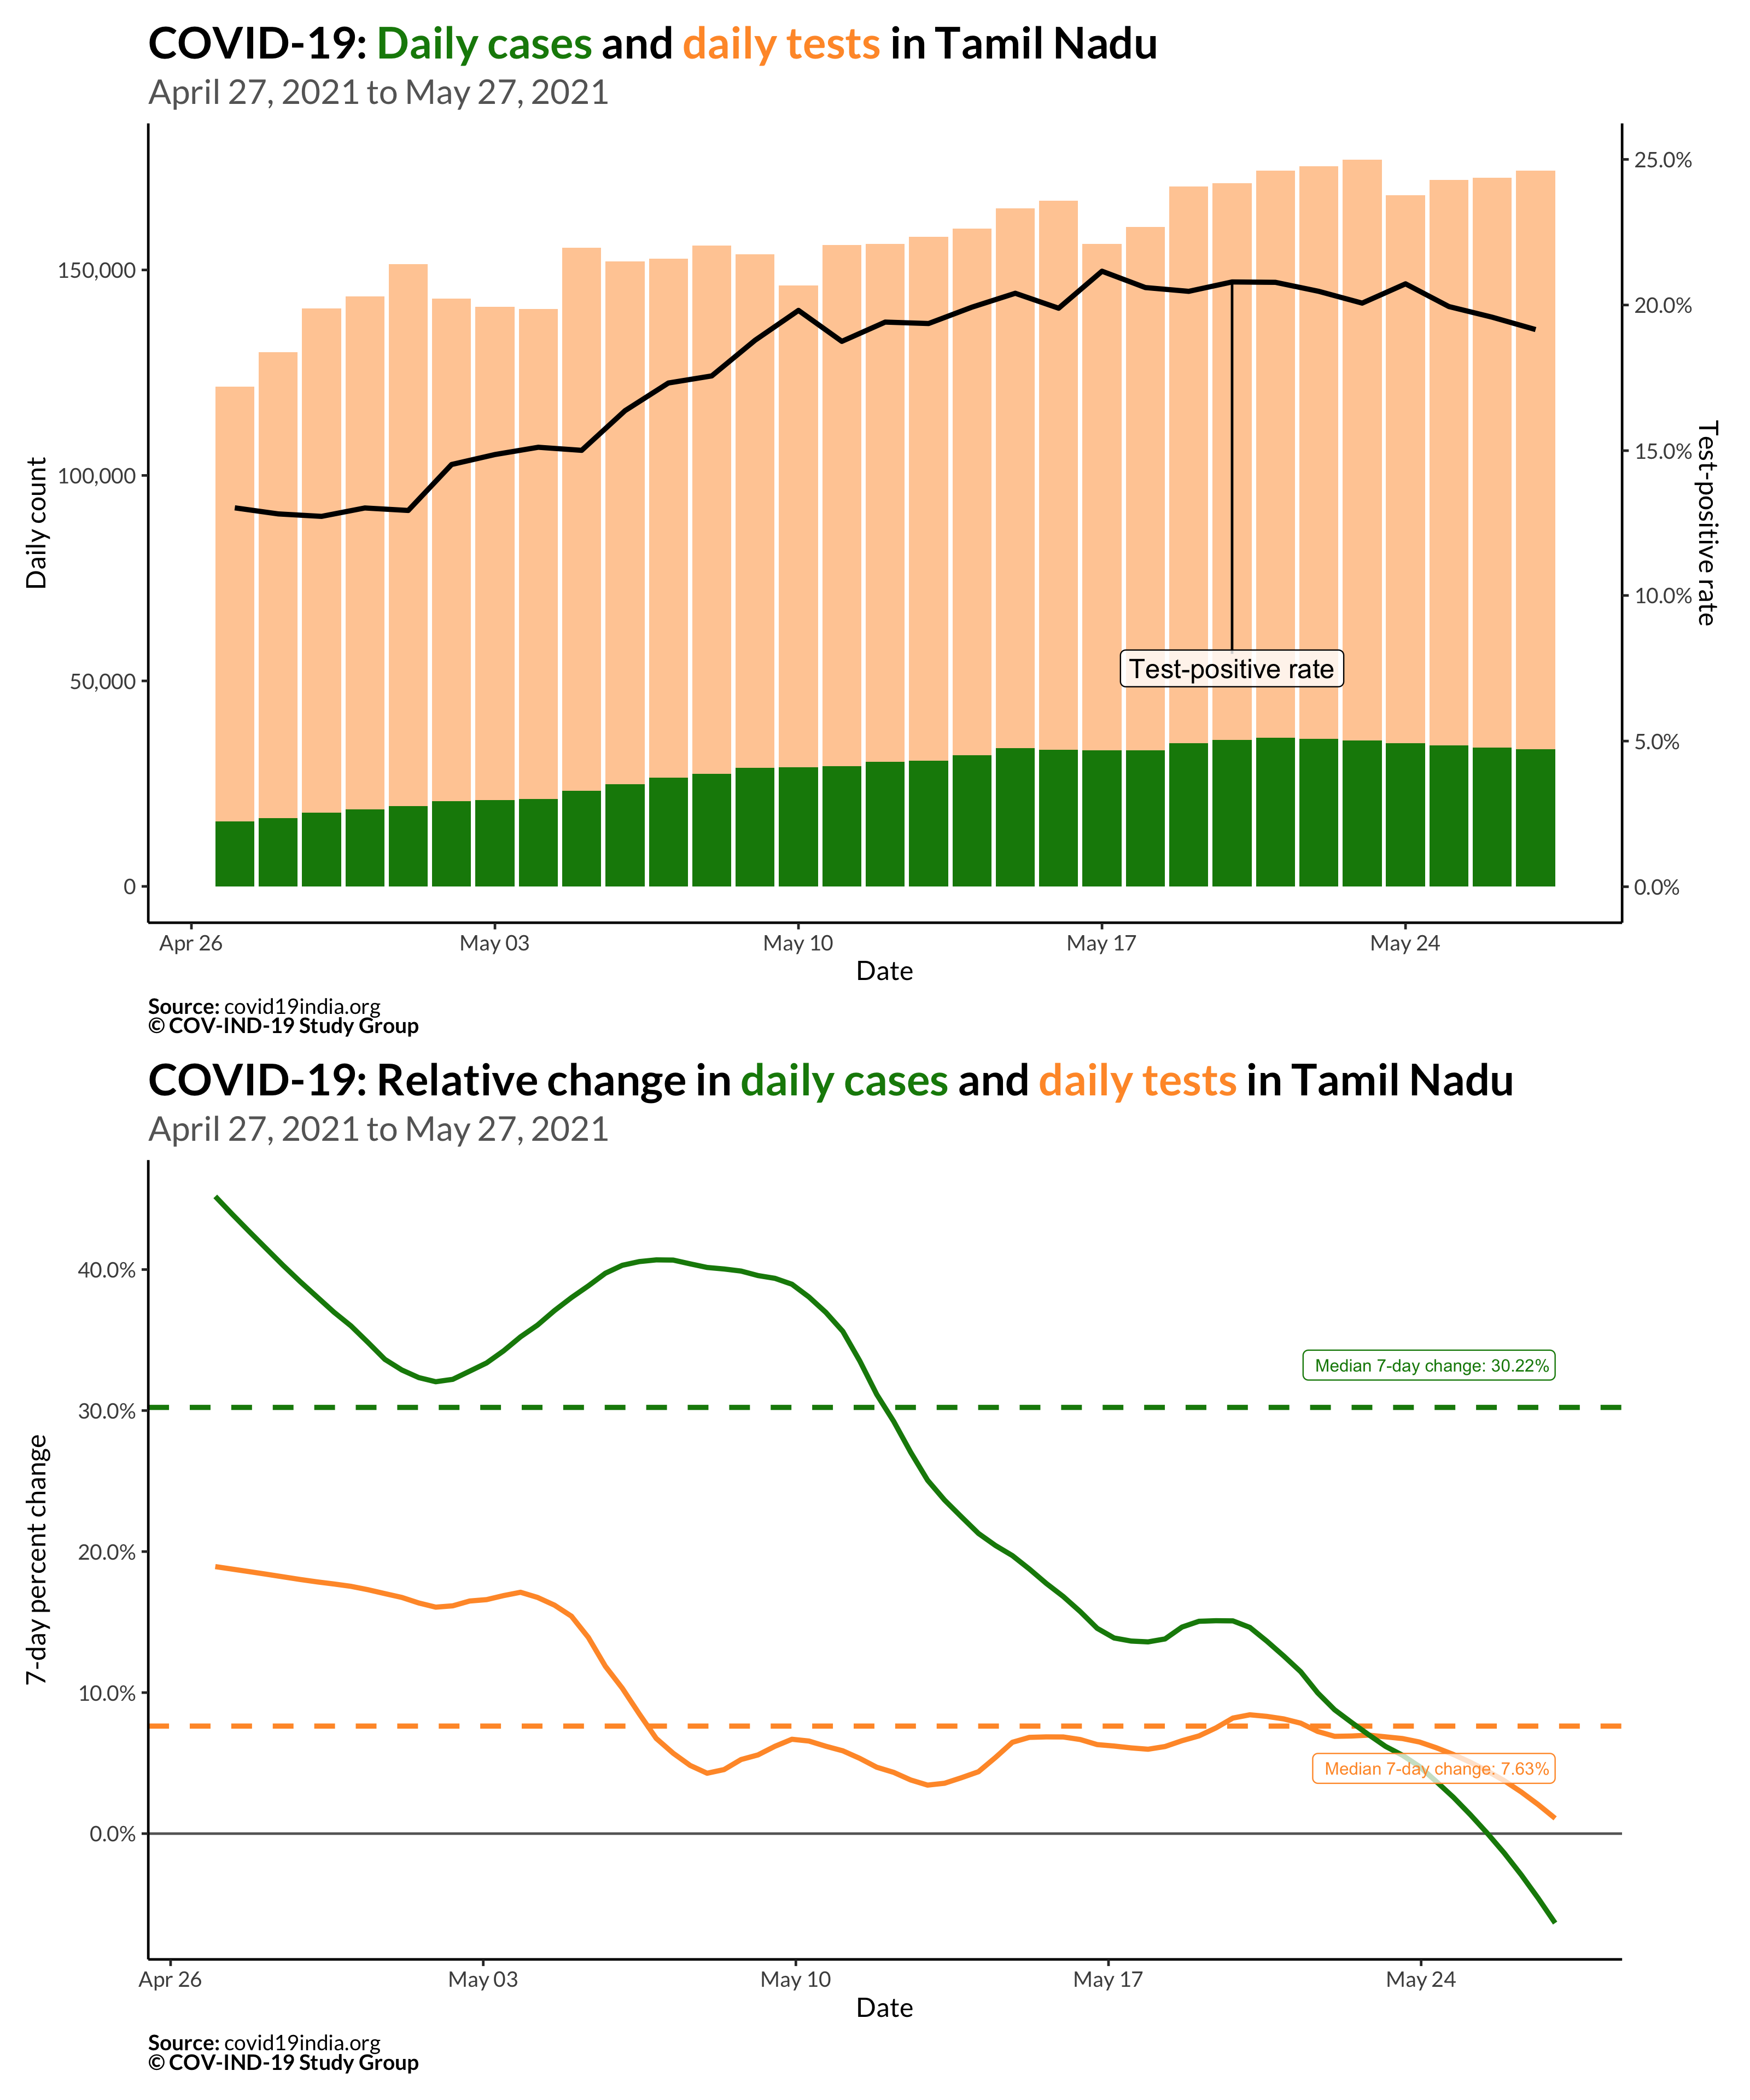 COVID-19: Daily cases and daily tests in Tamil Nadu
April 27, 2021 to May 27, 2021
Daily count
150,000
100,000
50,000
0
25.0%
20.0%
15.0%
10.0%
5.0%
0.0%
Test-positive rate
Test-positive rate
Apr 26
May 03
May 10
May 17
May 24
Date
Source: covid19india.org
© COV-IND-19 Study Group
COVID-19: Relative change in daily cases and daily tests in Tamil Nadu
April 27, 2021 to May 27, 2021
7-day percent change
40.0%
30.0%
20.0%
10.0%
0.0%
Median 7-day change: 30.22%
Median 7-day change: 7.63%
Apr 26
May 03
May 10
May 17
May 24
Date
Source: covid19india.org
© COV-IND-19 Study Group